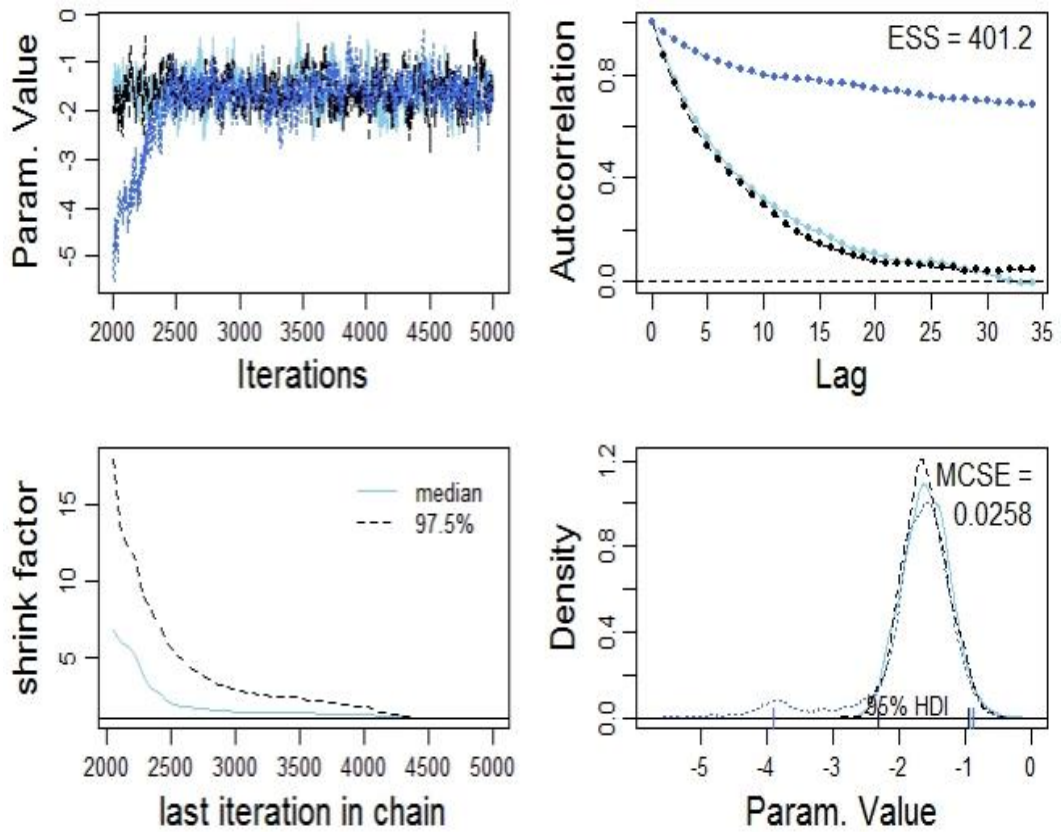 Param. Value
0
-1
-2
-3
-4
-5
2000 2500 3000 3500 4000 4500 5000
Iterations
Autocorrelation
0.8
0.4
0.0
ESS = 401.2
0 5 10 15 20 25 30 35
Lag
shrink factor
15
10
5
median
97.5%
2000 2500 3000 3500 4000 4500 5000
last iteration in chain
Density
1.2
0.8
0.4
0.0
MCSE =
0.0258
95% HDI
-5 -4 -3 -2 -1 0
Param. Value